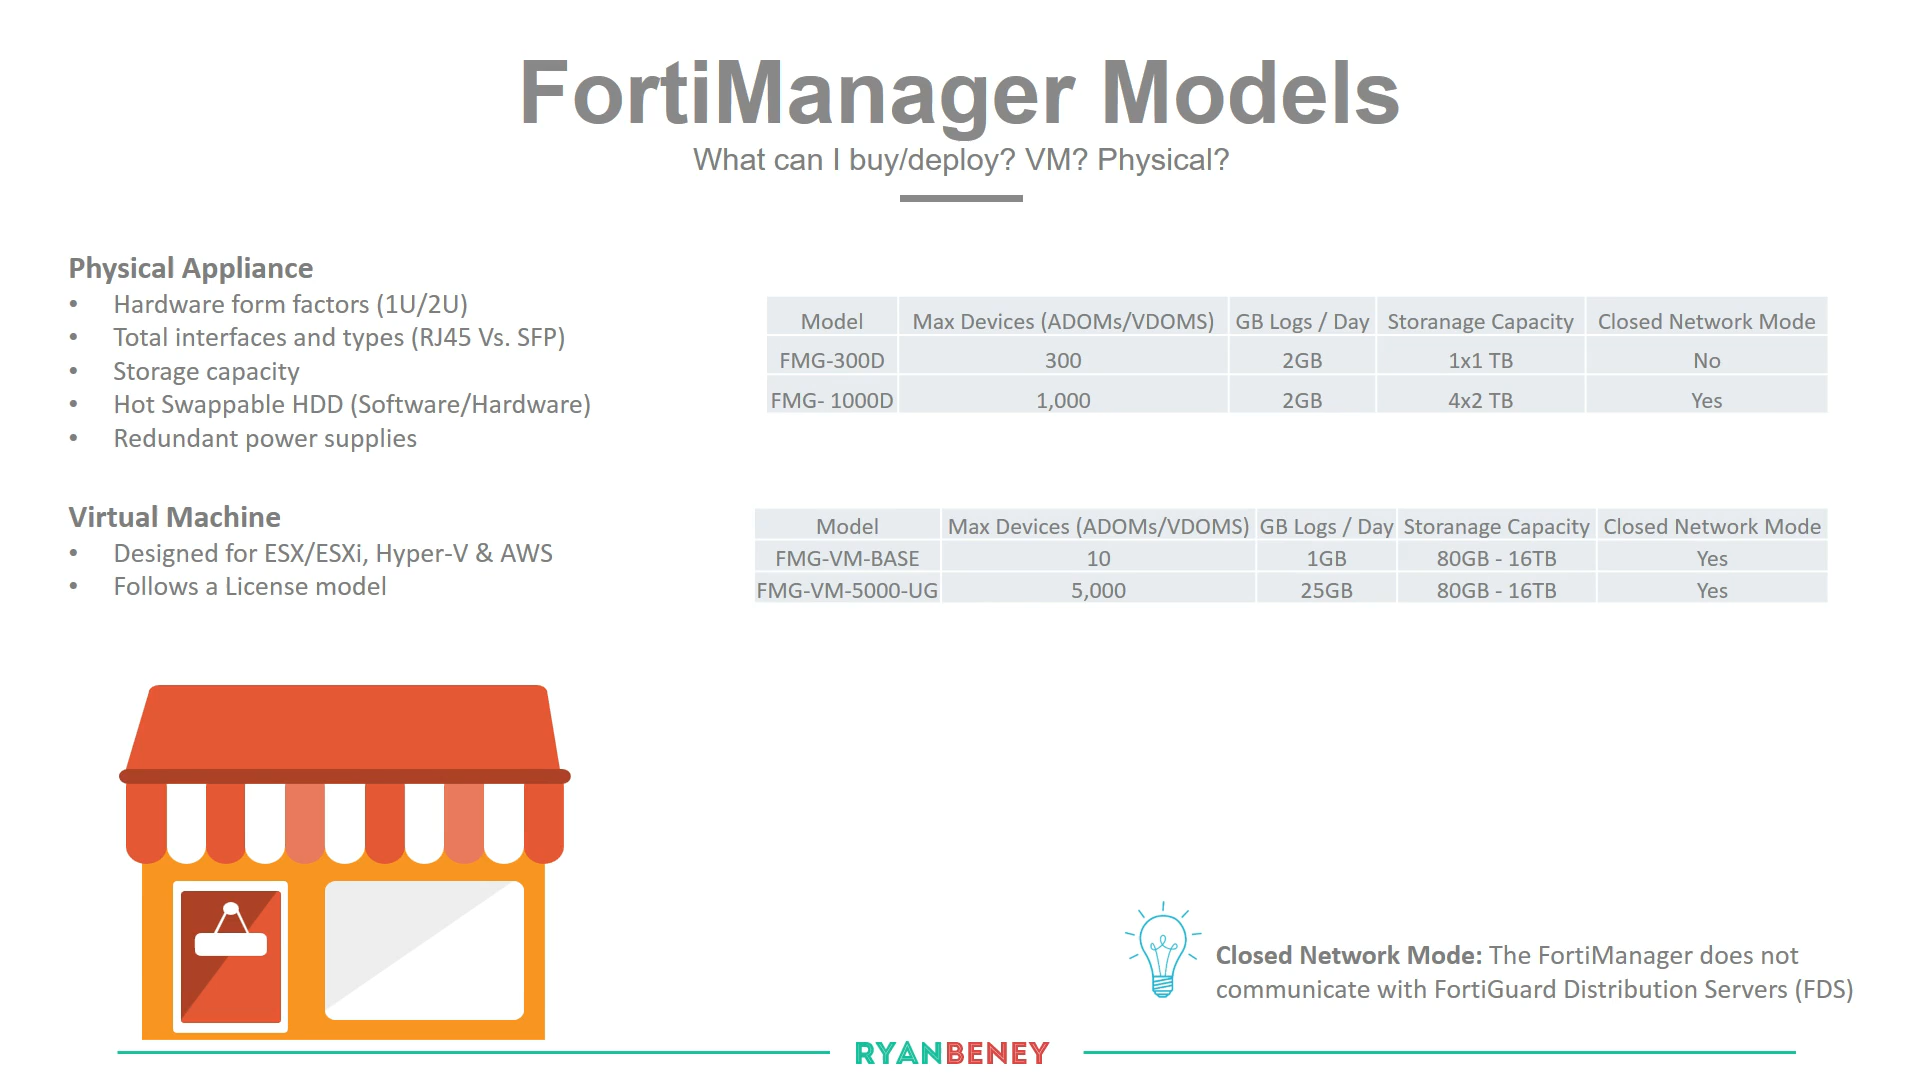 FortiManager Models
What can I buy/deploy? VM? Physical?
Physical Appliance
• Hardware form factors (1U/2U)
• Total interfaces and types (RJ45 Vs. SFP)
• Storage capacity
• Hot Swappable HDD (Software/Hardware)
• Redundant power supplies
Virtual Machine
• Designed for ESX/ESXi, Hyper-V & AWS
• Follows a License model
Model Max Devices (ADOMs/VDOMS) GB Logs / Day Storanage Capacity Closed Network Mode
FMG-300D 300 2GB 1x1 TB No
FMG- 1000D 1,000 2GB 4x2 TB Yes
Model Max Devices (ADOMs/VDOMS) GB Logs / Day Storanage Capacity Closed Network Mode
FMG-VM-BASE 10 1GB 80GB - 16TB Yes
FMG-VM-5000-UG 5,000 25GB 80GB - 16TB Yes
Closed Network Mode: The FortiManager does not
communicate with FortiGuard Distribution Servers (FDS)
RYANBENEY